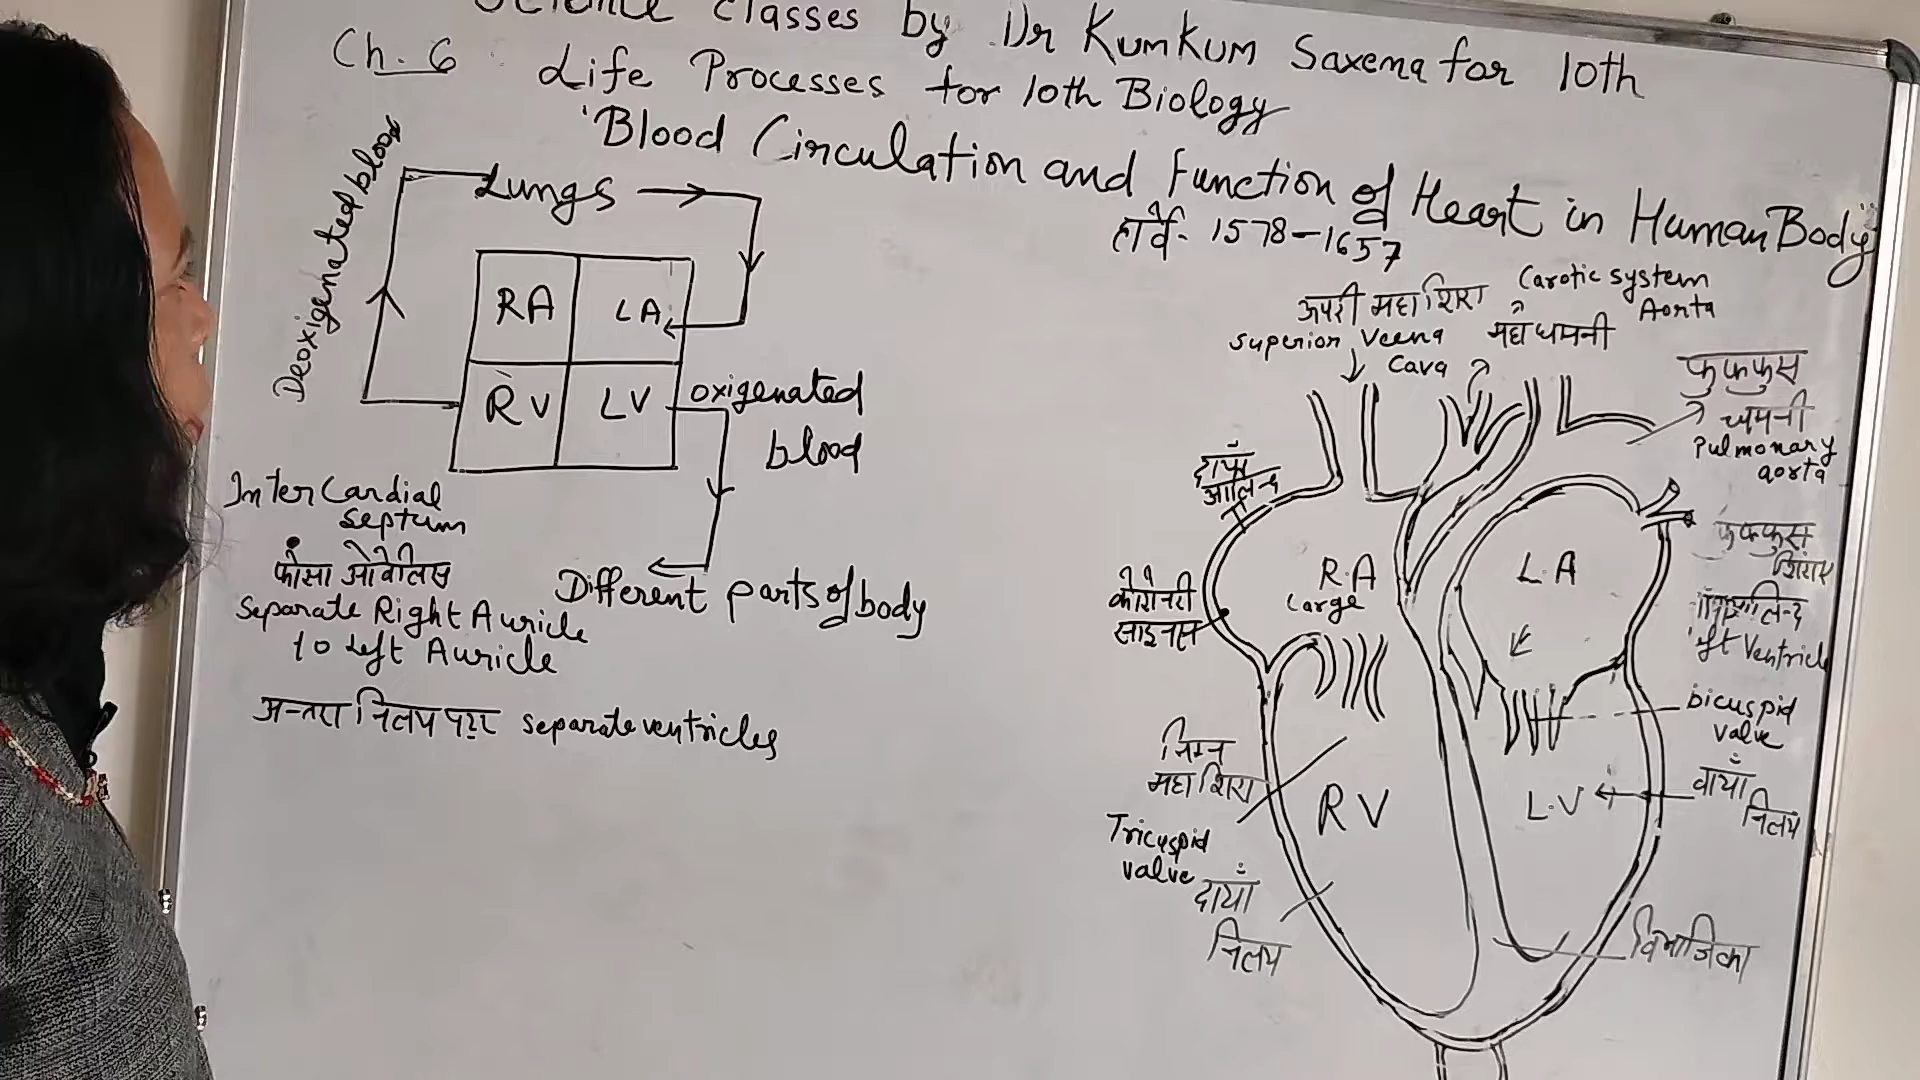 Science Classes by Dr Kumkum Saxena for 10th
Ch. 6 Life Processes for 10th Biology
Blood Circulation and Function of Heart in Human Body
हार्वे - 1578-1657
Deoxigenated blood
Lungs
RA LA
RV LV
oxigenated
blood
Different parts of body
Inter Cardial
septum
फोसा ओवेलिस
Separate Right Auricle
to Left Auricle
अन्तरा निलय पट separate ventricles
ऊपरी महाशिरा
Superior Veena
Cava
Carotic system
Aorta
महाधमनी
फुफ्फुस
धमनी
Pulmonary
aorta
दायाँ
आलिन्द
कोरोनरी
साइनस
R.A
Large
L.A
फुफ्फुस
शिराएं
ft Ventricle
bicuspid
valve
बायाँ
निलय
निम्न
महाशिरा
Tricuspid
valve
दायाँ
निलय
RV
L.V
विभाजिका